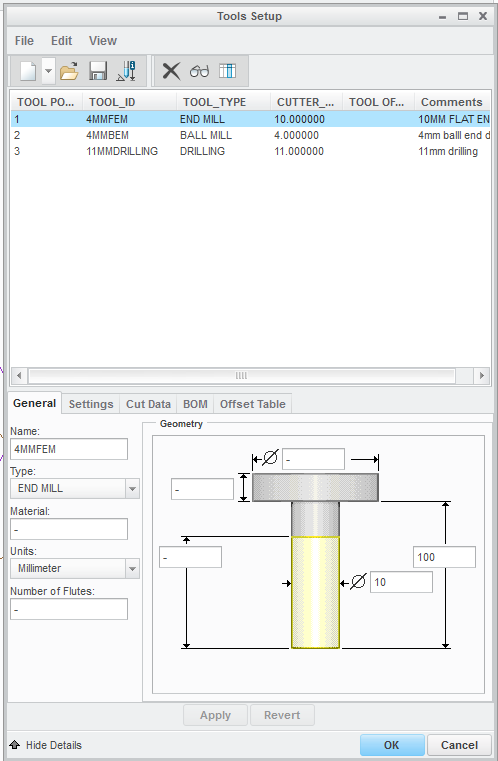 Tools Setup
File Edit View
TOOL PO... TOOL_ID TOOL_TYPE CUTTER_... TOOL OF... Comments
1 4MMFEM END MILL 10.000000 10MM FLAT EN
2 4MMBEM BALL MILL 4.000000 4mm balll end d
3 11MMDRILLING DRILLING 11.000000 11mm drilling
General Settings Cut Data BOM Offset Table
Name:
4MMFEM
Type:
END MILL
Material:
-
Units:
Millimeter
Number of Flutes:
-
Geometry
Ø -
-
- 100
Ø 10
Apply Revert
Hide Details OK Cancel